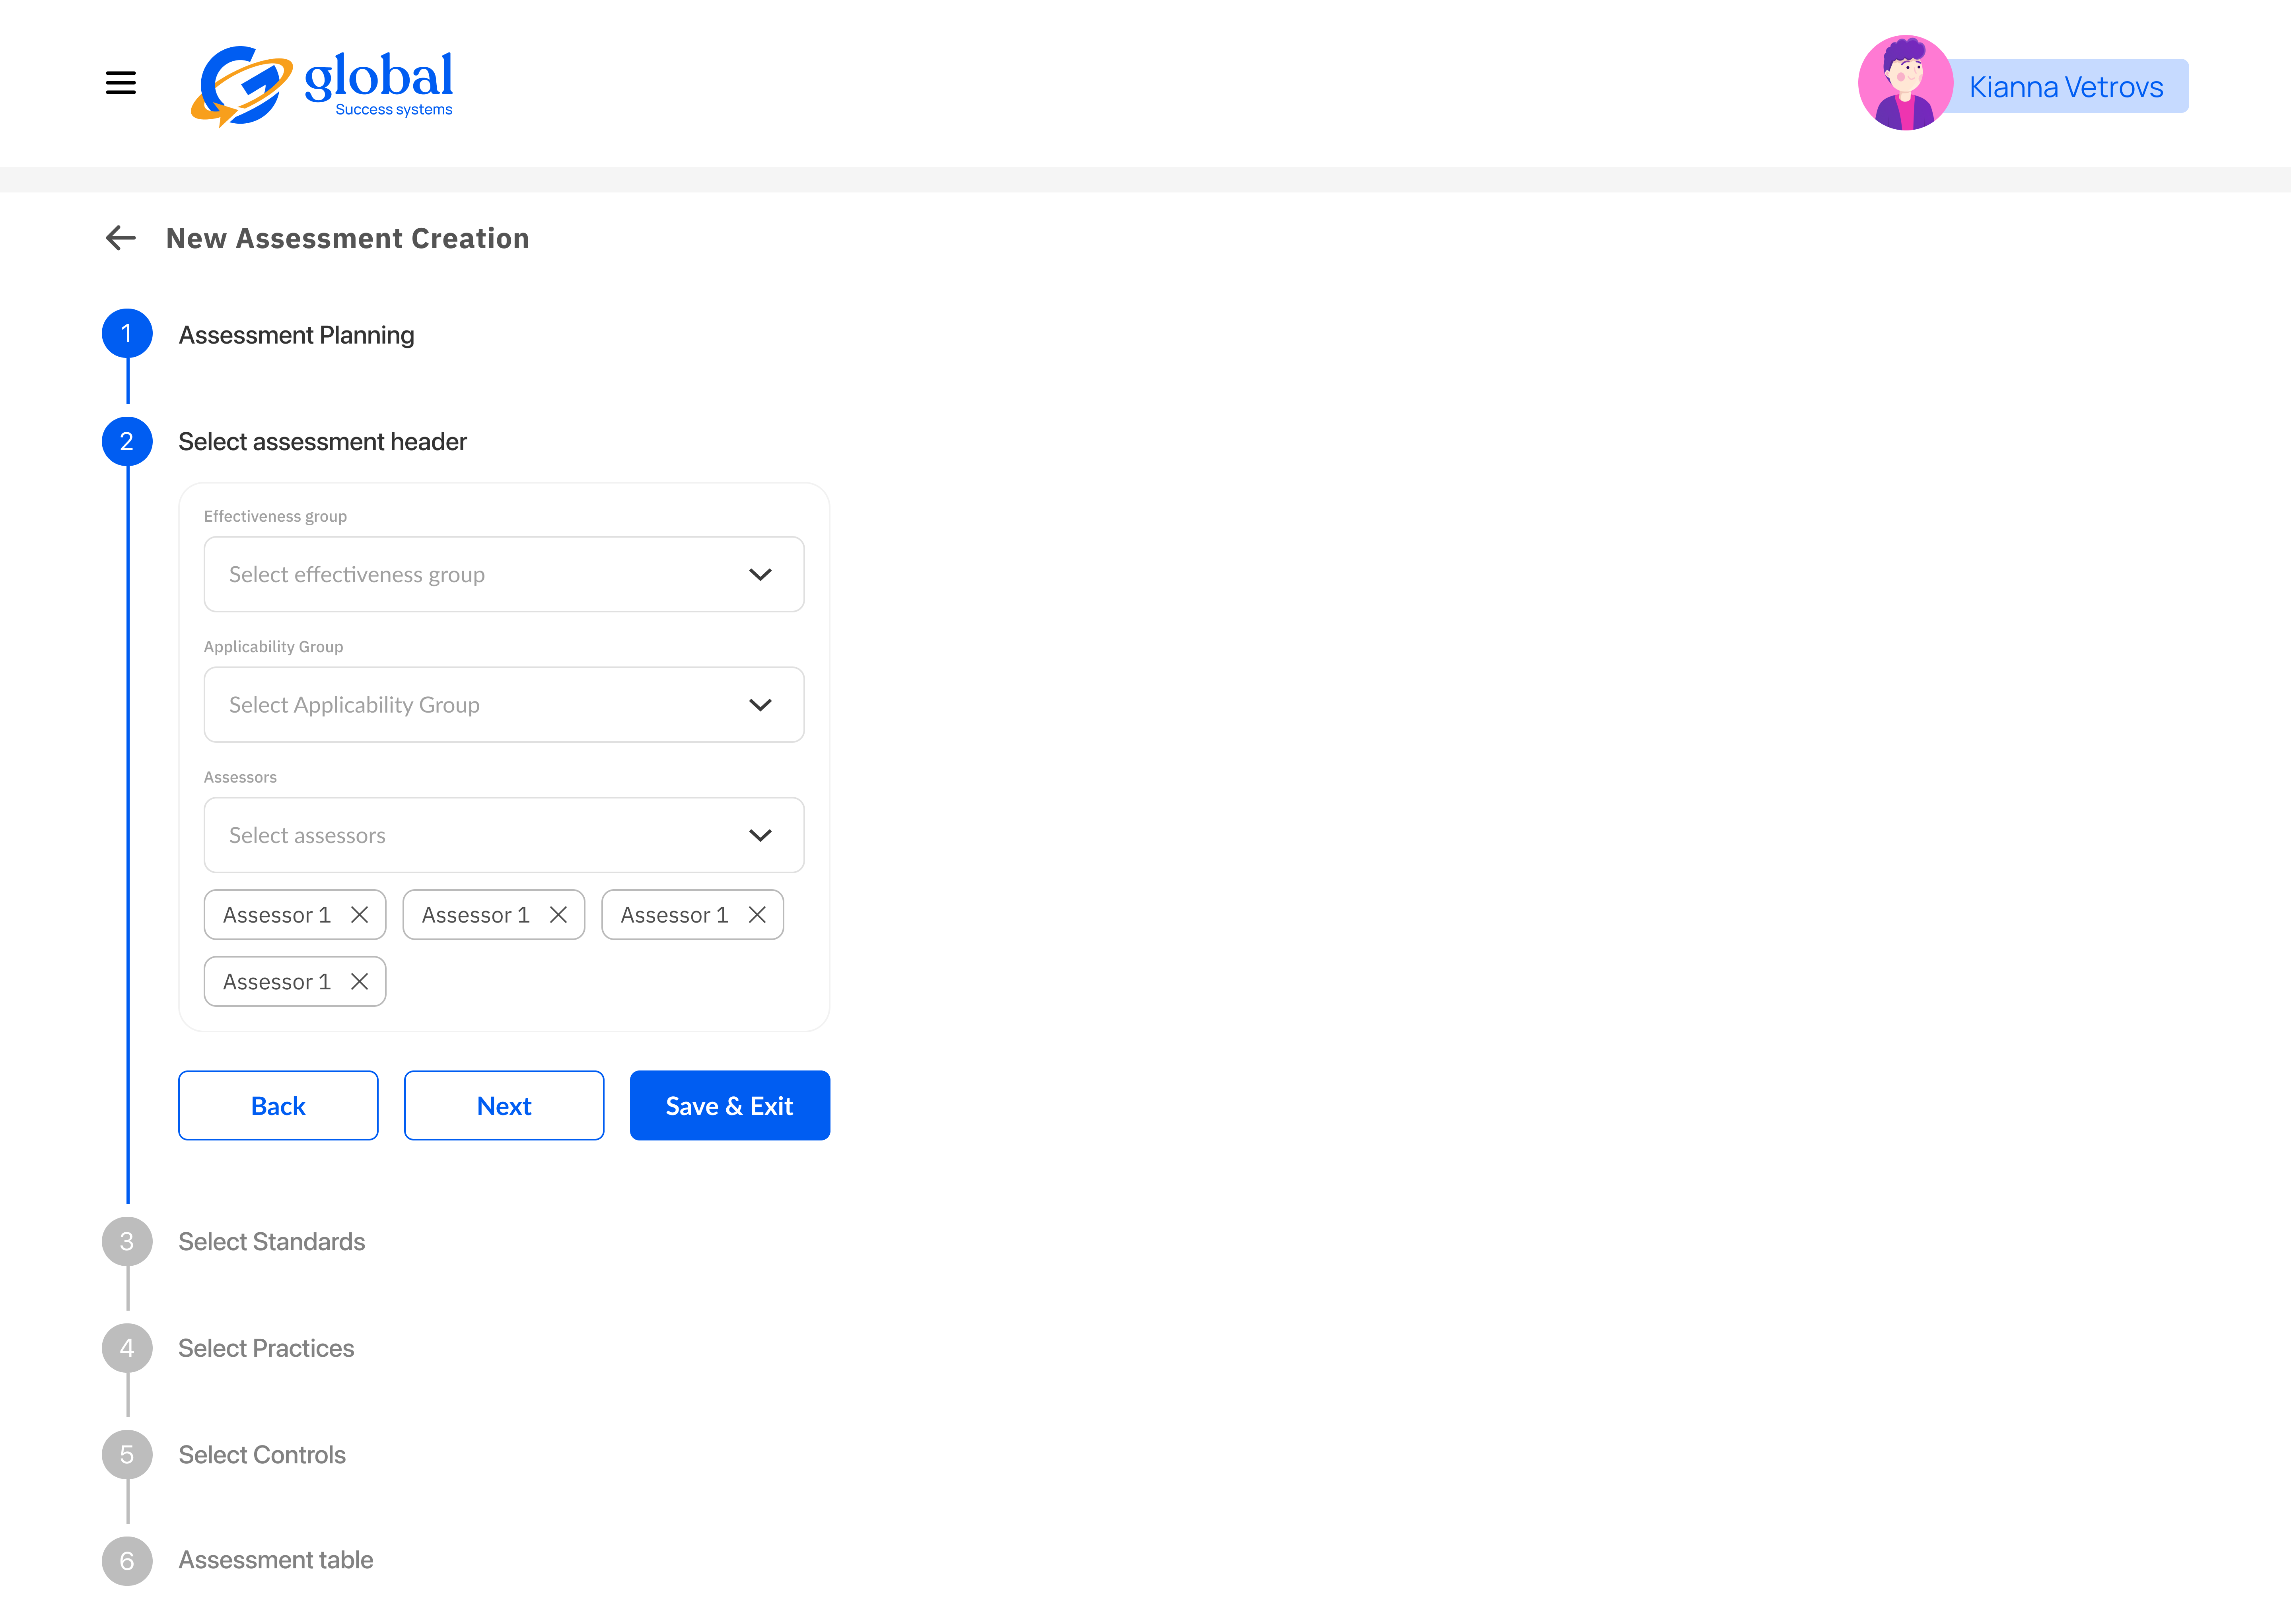 global
Success systems
Kianna Vetrovs
New Assessment Creation
1
Assessment Planning
2
Select assessment header
Effectiveness group
Select effectiveness group
Applicability Group
Select Applicability Group
Assessors
Select assessors
Assessor 1
Assessor 1
Assessor 1
Assessor 1
Back
Next
Save & Exit
3
Select Standards
4
Select Practices
5
Select Controls
6
Assessment table